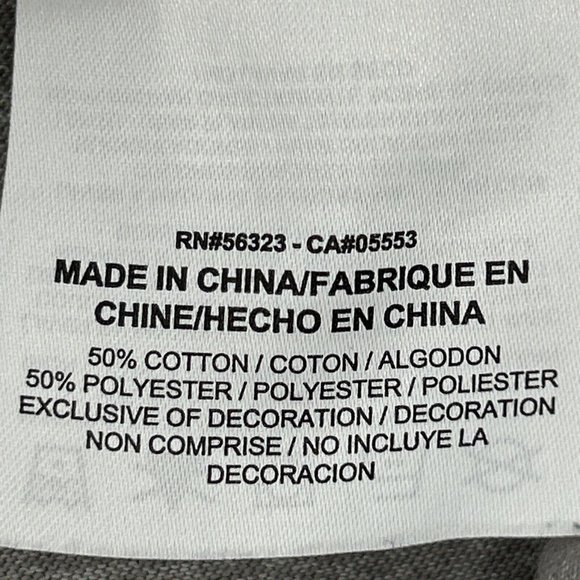 RN#56323 - CA#05553
MADE IN CHINA/FABRIQUE EN
CHINE/HECHO EN CHINA
50% COTTON / COTON / ALGODON
50% POLYESTER / POLYESTER / POLIESTER
EXCLUSIVE OF DECORATION / DECORATION
NON COMPRISE / NO INCLUYE LA
DECORACION